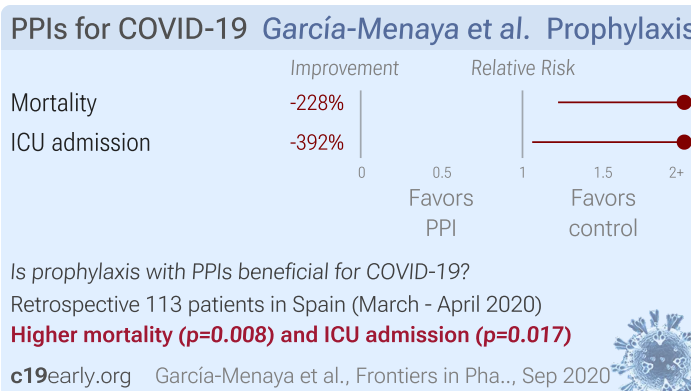 PPIs for COVID-19 García-Menaya et al. Prophylaxis
Improvement Relative Risk
Mortality -228%
ICU admission -392%
0 0.5 1 1.5 2+
Favors Favors
PPI control
Is prophylaxis with PPIs beneficial for COVID-19?
Retrospective 113 patients in Spain (March - April 2020)
Higher mortality (p=0.008) and ICU admission (p=0.017)
c19early.org García-Menaya et al., Frontiers in Pha.., Sep 2020